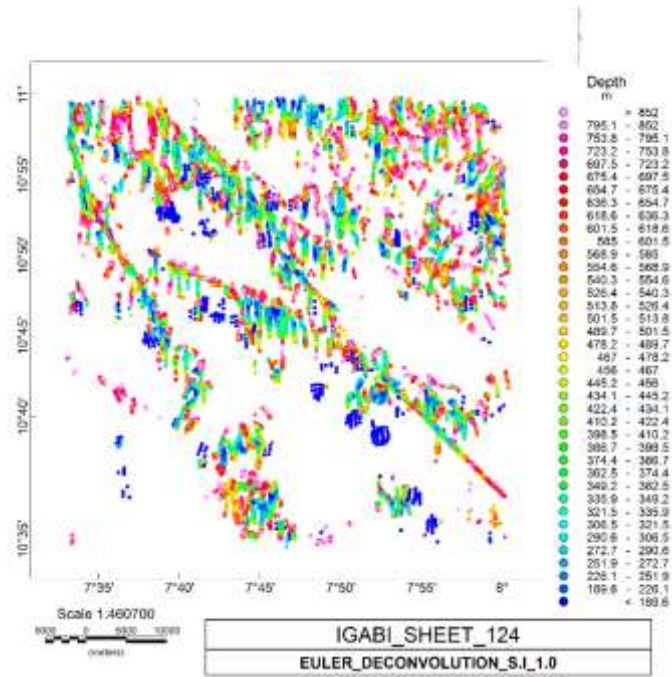 Depth
m
> 852
795.1 - 852
753.8 - 795.1
723.2 - 753.8
697.5 - 723.2
675.4 - 697.5
654.7 - 675.4
636.3 - 654.7
618.6 - 636.3
601.5 - 618.6
585 - 601.5
568.9 - 585
554.6 - 568.9
540.3 - 554.6
526.4 - 540.3
513.8 - 526.4
501.5 - 513.8
489.7 - 501.5
478.2 - 489.7
467 - 478.2
456 - 467
445.2 - 456
434.1 - 445.2
422.4 - 434.1
410.2 - 422.4
398.5 - 410.2
386.7 - 398.5
374.4 - 386.7
362.5 - 374.4
349.2 - 362.5
335.9 - 349.2
321.5 - 335.9
306.5 - 321.5
290.6 - 306.5
272.7 - 290.6
251.9 - 272.7
226.1 - 251.9
189.6 - 226.1
< 189.6
11°
10°55'
10°50'
10°45'
10°40'
10°35'
7°35' 7°40' 7°45' 7°50' 7°55' 8°
Scale 1:460700
5000 0 5000 10000
(meters)
IGABI_SHEET_124
EULER_DECONVOLUTION_S.I_1.0